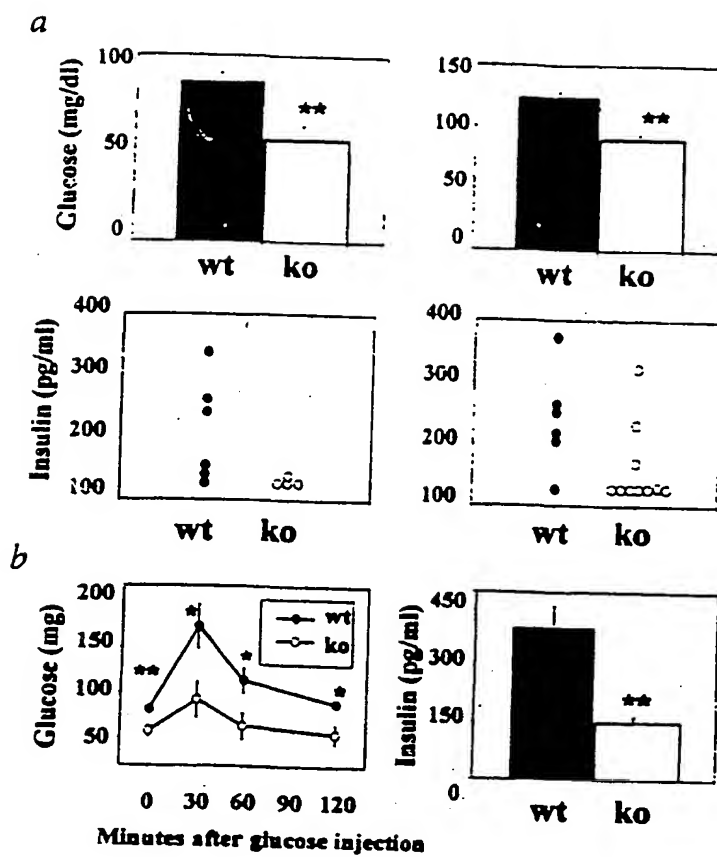 a
Glucose (mg/dl)
100
50
0
**
wt ko
150
100
50
0
**
wt ko
Insulin (pg/ml)
400
300
200
100
wt ko
400
300
200
100
wt ko
b
Glucose (mg)
200
150
100
50
**
*
*
*
wt
ko
0 30 60 90 120
Minutes after glucose injection
Insulin (pg/ml)
450
300
150
0
**
wt ko